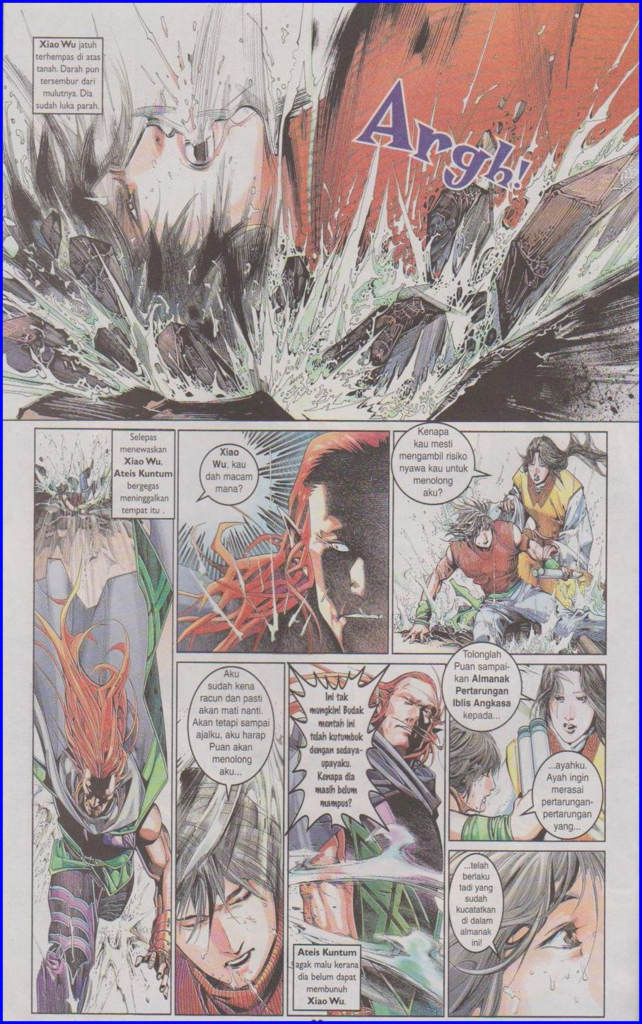 Xiao Wu jatuh
terhempas di atas
tanah. Darah pun
tersembur dari
mulutnya. Dia
sudah luka parah.
Argh!
Selepas
menewaskan
Xiao Wu,
Ateis Kuntum
bergegas
meninggalkan
tempat itu .
Xiao
Wu, kau
dah macam
mana?
Kenapa
kau mesti
mengambil risiko
nyawa kau untuk
menolong
aku?
Aku
sudah kena
racun dan pasti
akan mati nanti.
Akan tetapi sampai
ajalku, aku harap
Puan akan
menolong
aku...
Ini tak
mungkin! Budak
mentah ini
telah kutumbuk
dengan sedaya-
upayaku.
Kenapa dia
masih belum
mampus?
Ateis Kuntum
agak malu kerana
dia belum dapat
membunuh
Xiao Wu.
Tolonglah
Puan sampai-
kan Almanak
Pertarungan
Iblis Angkasa
kepada...
...ayahku.
Ayah ingin
merasai
pertarungan-
pertarungan
yang...
...telah
berlaku
tadi yang
sudah
kucatatkan
di dalam
almanak
ini!